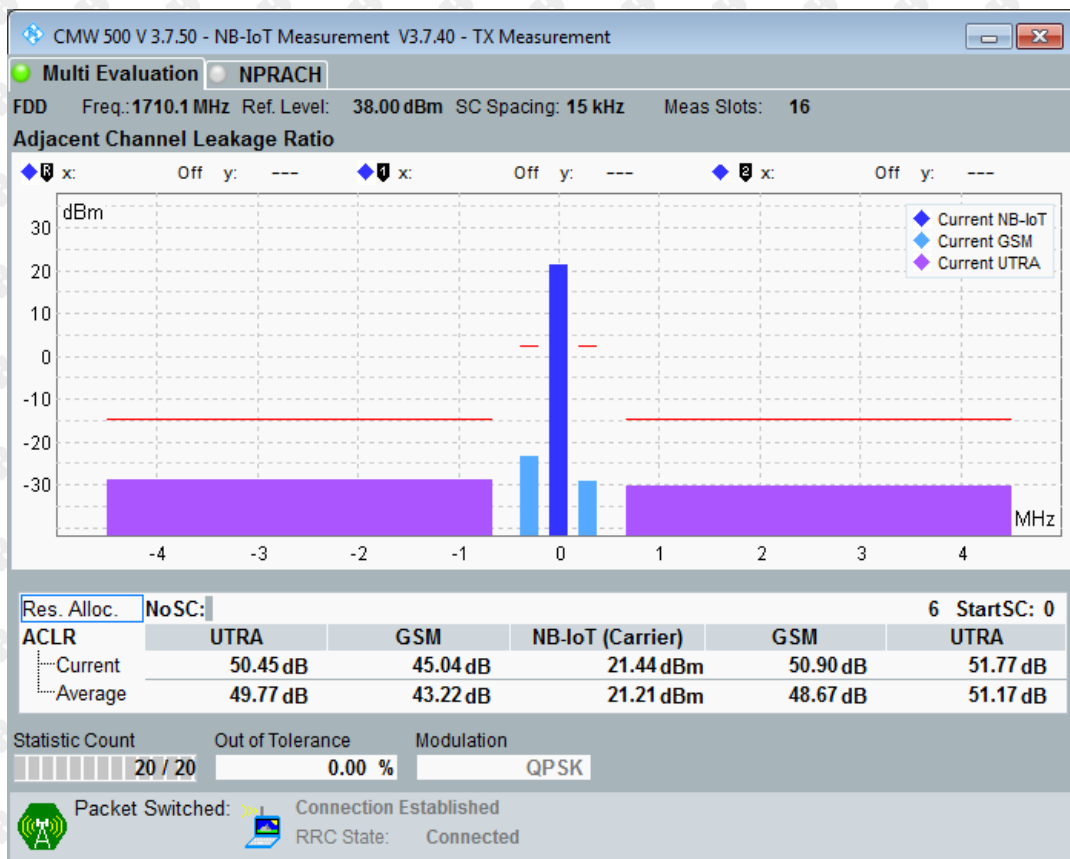 CMW 500 V 3.7.50 - NB-IoT Measurement V3.7.40 - TX Measurement
Multi Evaluation NPRACH
FDD Freq.: 1710.1 MHz Ref. Level: 38.00 dBm SC Spacing: 15 kHz Meas Slots: 16
Adjacent Channel Leakage Ratio
R x: Off y: --- 1 x: Off y: --- 2 x: Off y: ---
dBm
Current NB-IoT
Current GSM
Current UTRA
30
20
10
0
-10
-20
-30
MHz
-4 -3 -2 -1 0 1 2 3 4
Res. Alloc. NoSC: 6 StartSC: 0
ACLR UTRA GSM NB-IoT (Carrier) GSM UTRA
Current 50.45 dB 45.04 dB 21.44 dBm 50.90 dB 51.77 dB
Average 49.77 dB 43.22 dB 21.21 dBm 48.67 dB 51.17 dB
Statistic Count Out of Tolerance Modulation
20 / 20 0.00 % QPSK
Packet Switched: Connection Established
RRC State: Connected